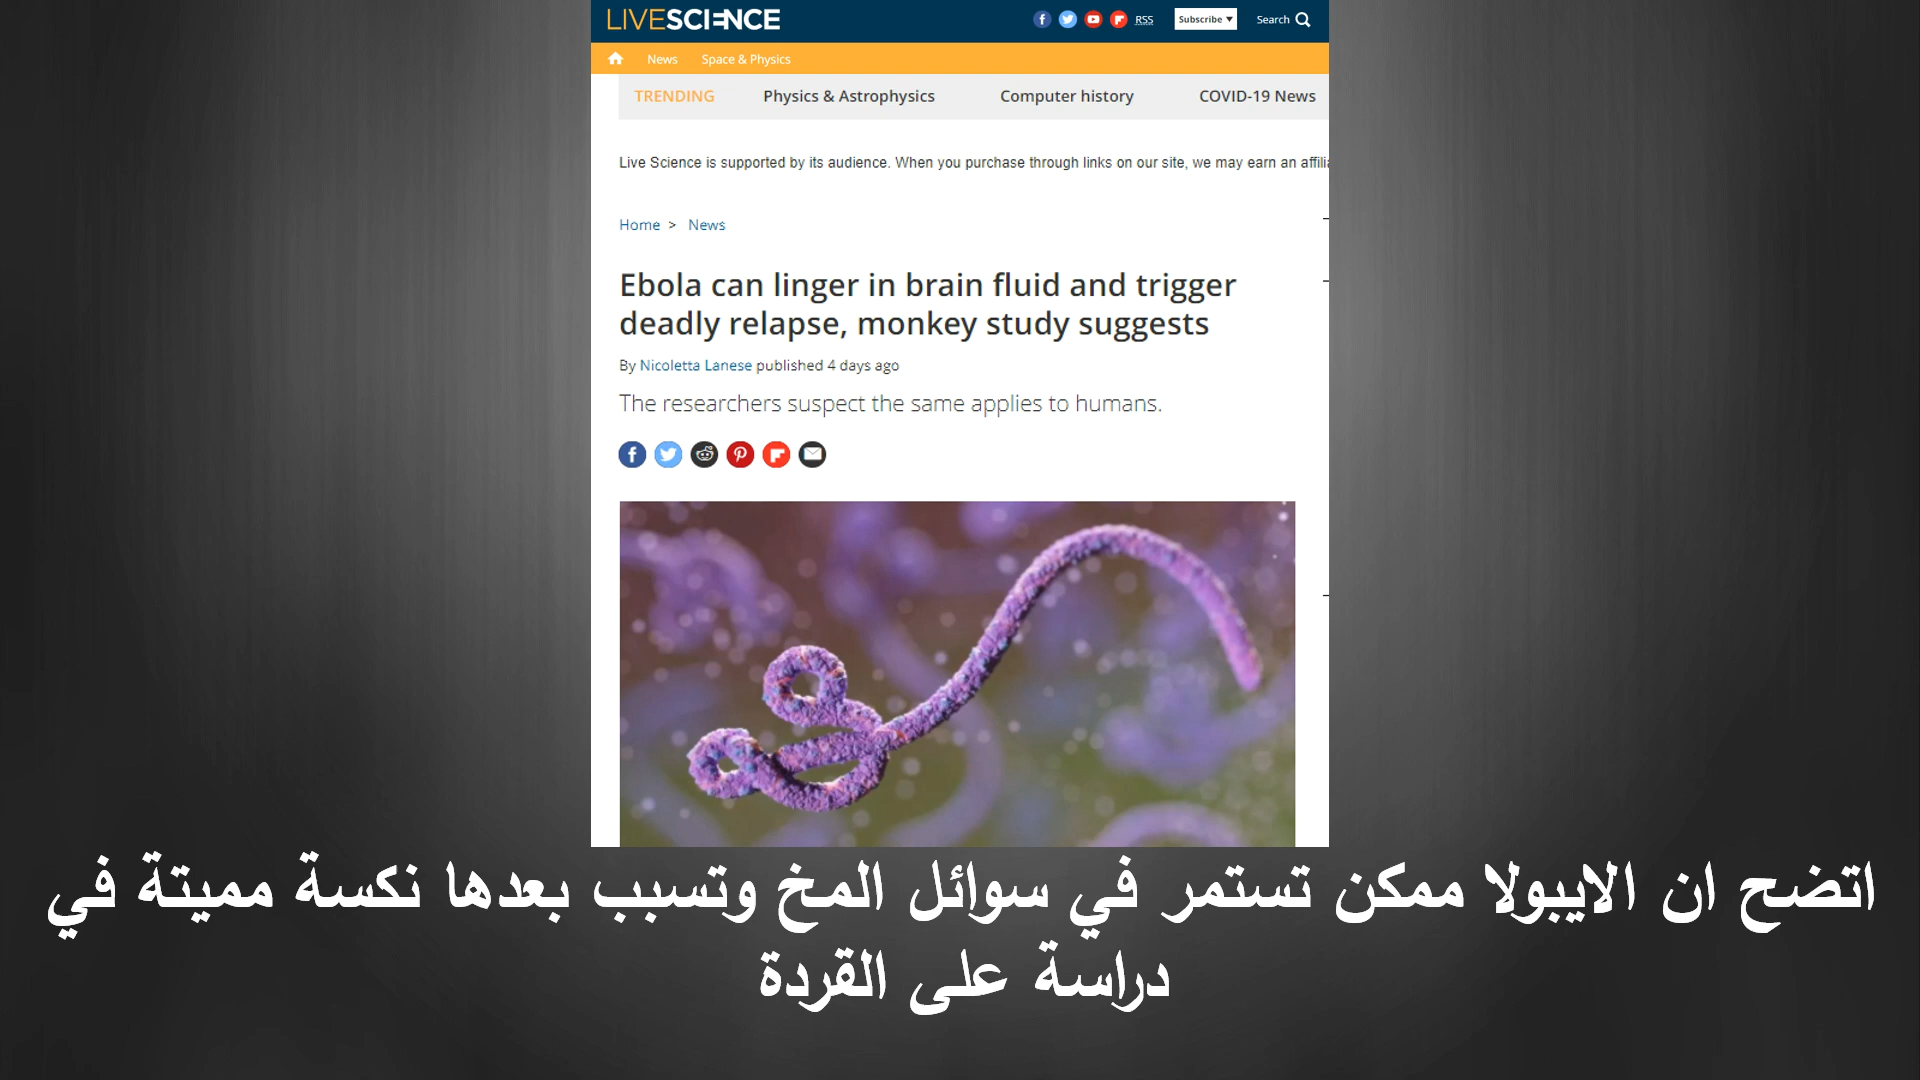 LIVESCIENCE
RSS
Subscribe ▼
Search
News
Space & Physics
TRENDING
Physics & Astrophysics
Computer history
COVID-19 News
Live Science is supported by its audience. When you purchase through links on our site, we may earn an
Home > News
Ebola can linger in brain fluid and trigger
deadly relapse, monkey study suggests
By Nicoletta Lanese published 4 days ago
The researchers suspect the same applies to humans.
اتضح ان الايبولا ممكن تستمر في سوائل المخ وتسبب بعدها نكسة مميتة في
دراسة على القردة